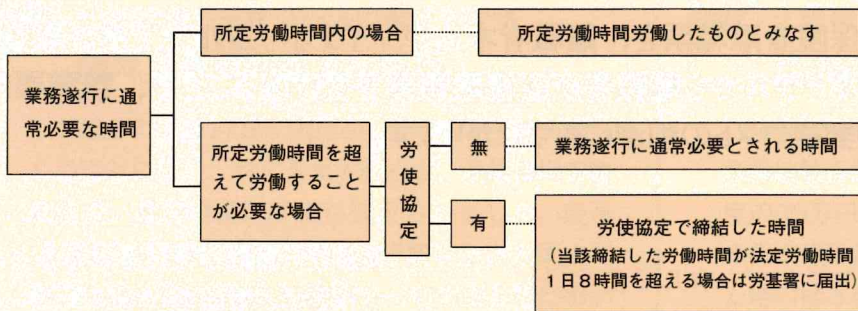 業務遂行に通
常必要な時間
所定労働時間内の場合
所定労働時間労働したものとみなす
所定労働時間を超
えて労働すること
が必要な場合
労使協定
無
業務遂行に通常必要とされる時間
有
労使協定で締結した時間
(当該締結した労働時間が法定労働時間
1日8時間を超える場合は労基署に届出)